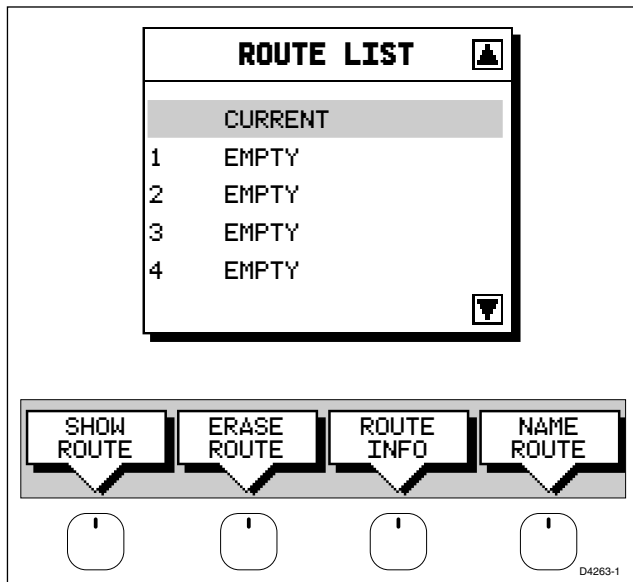 ROUTE LIST
CURRENT
1 EMPTY
2 EMPTY
3 EMPTY
4 EMPTY
SHOW
ROUTE
ERASE
ROUTE
ROUTE
INFO
NAME
ROUTE
D4263-1